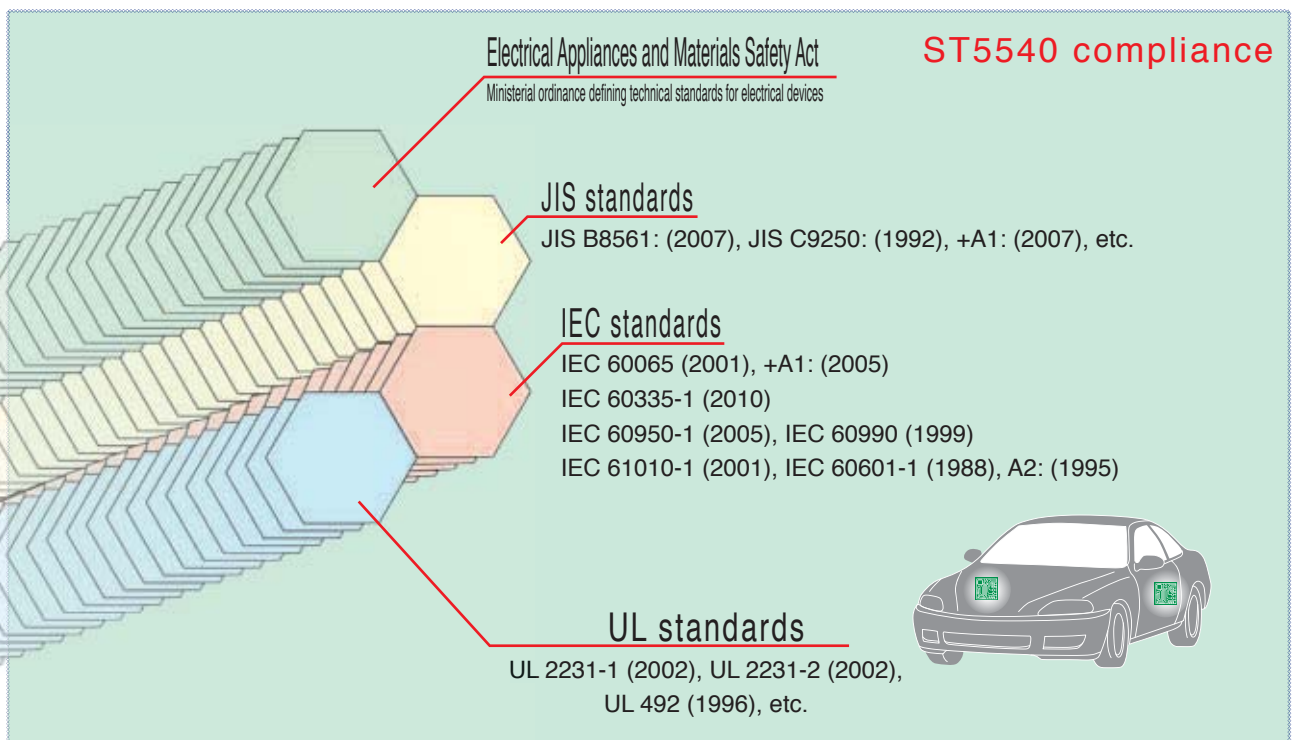 ST5540 compliance
Electrical Appliances and Materials Safety Act
Ministerial ordinance defining technical standards for electrical devices
JIS standards
JIS B8561: (2007), JIS C9250: (1992), +A1: (2007), etc.
IEC standards
IEC 60065 (2001), +A1: (2005)
IEC 60335-1 (2010)
IEC 60950-1 (2005), IEC 60990 (1999)
IEC 61010-1 (2001), IEC 60601-1 (1988), A2: (1995)
UL standards
UL 2231-1 (2002), UL 2231-2 (2002),
UL 492 (1996), etc.